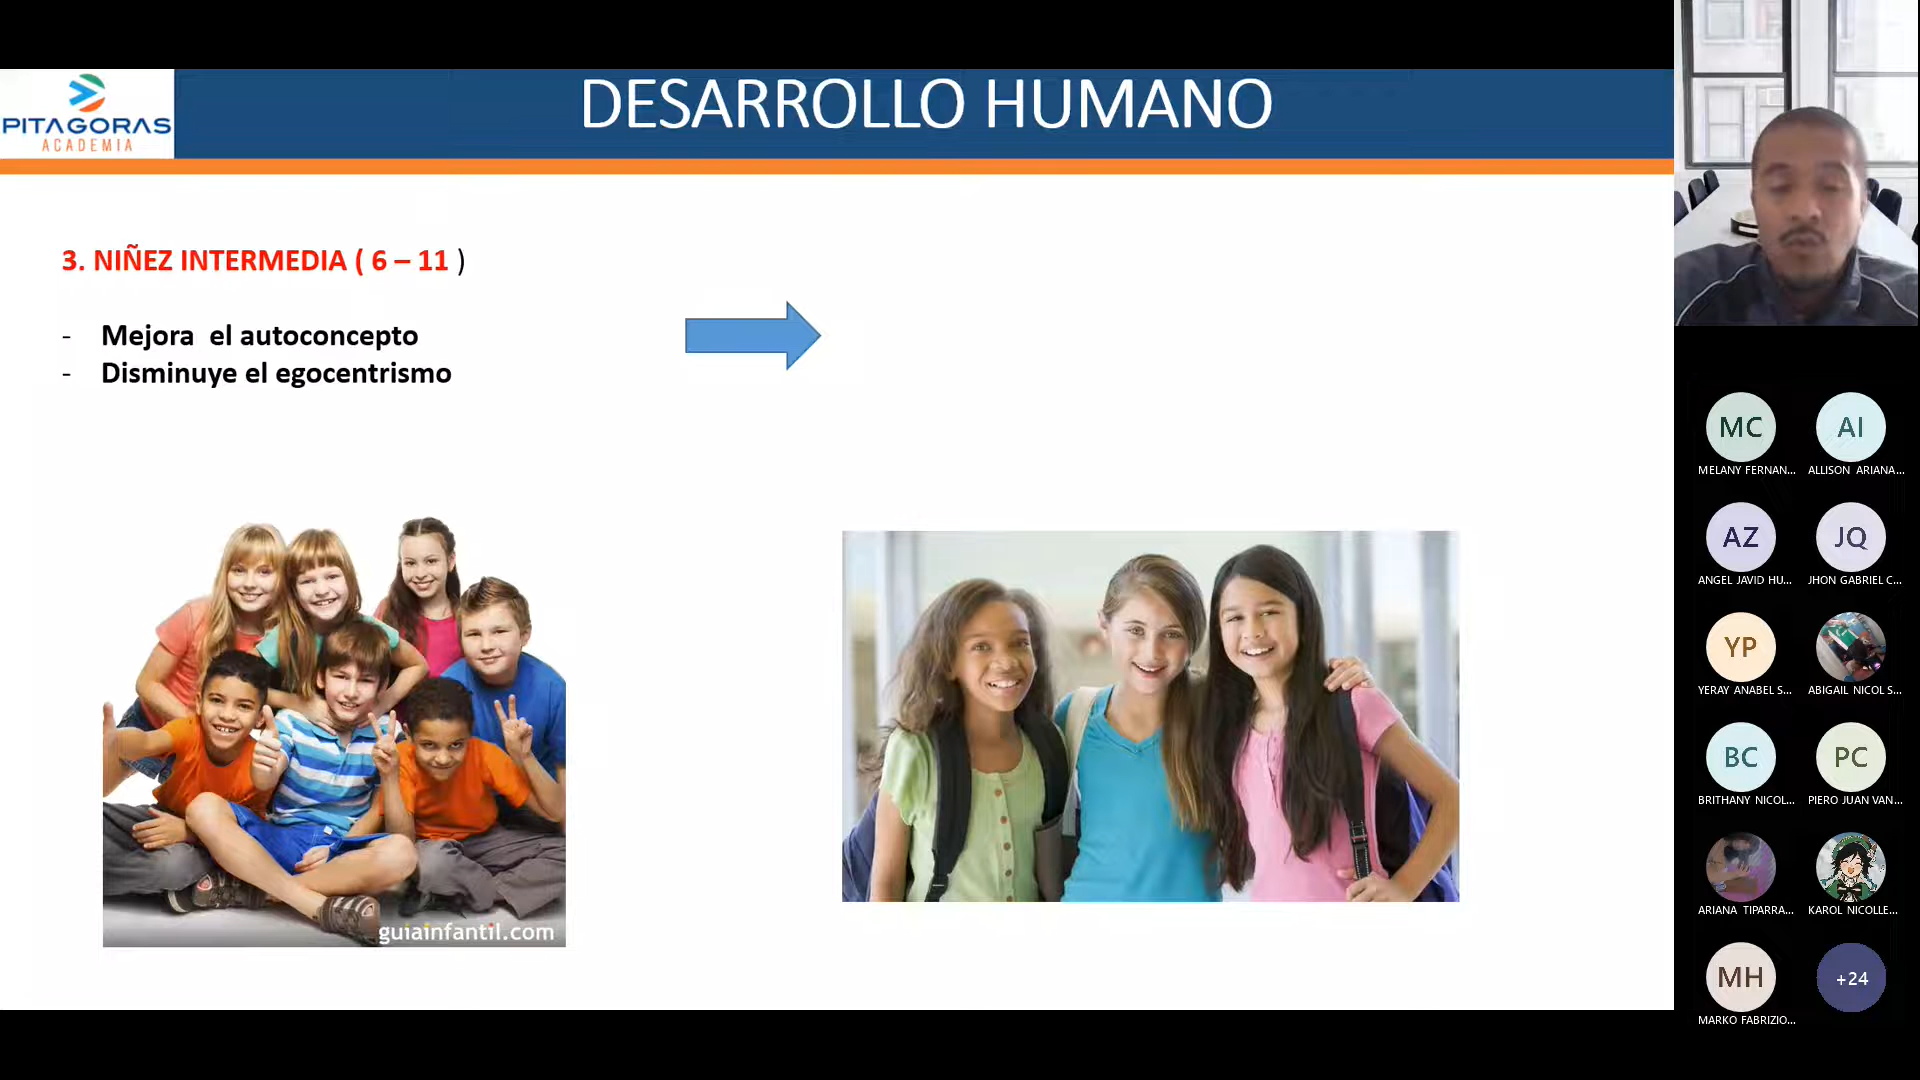 PITAGORAS
ACADEMIA
DESARROLLO HUMANO
3. NIÑEZ INTERMEDIA ( 6 – 11 )
- Mejora el autoconcepto
- Disminuye el egocentrismo
guiainfantil.com
MC
AI
MELANY FERNAN...
ALLISON ARIANA...
AZ
JQ
ANGEL JAVID HU...
JHON GABRIEL C...
YP
YERAY ANABEL S...
ABIGAIL NICOL S...
BC
PC
BRITHANY NICOL...
PIERO JUAN VAN...
ARIANA TIPARRA...
KAROL NICOLLE...
MH
+24
MARKO FABRIZIO...